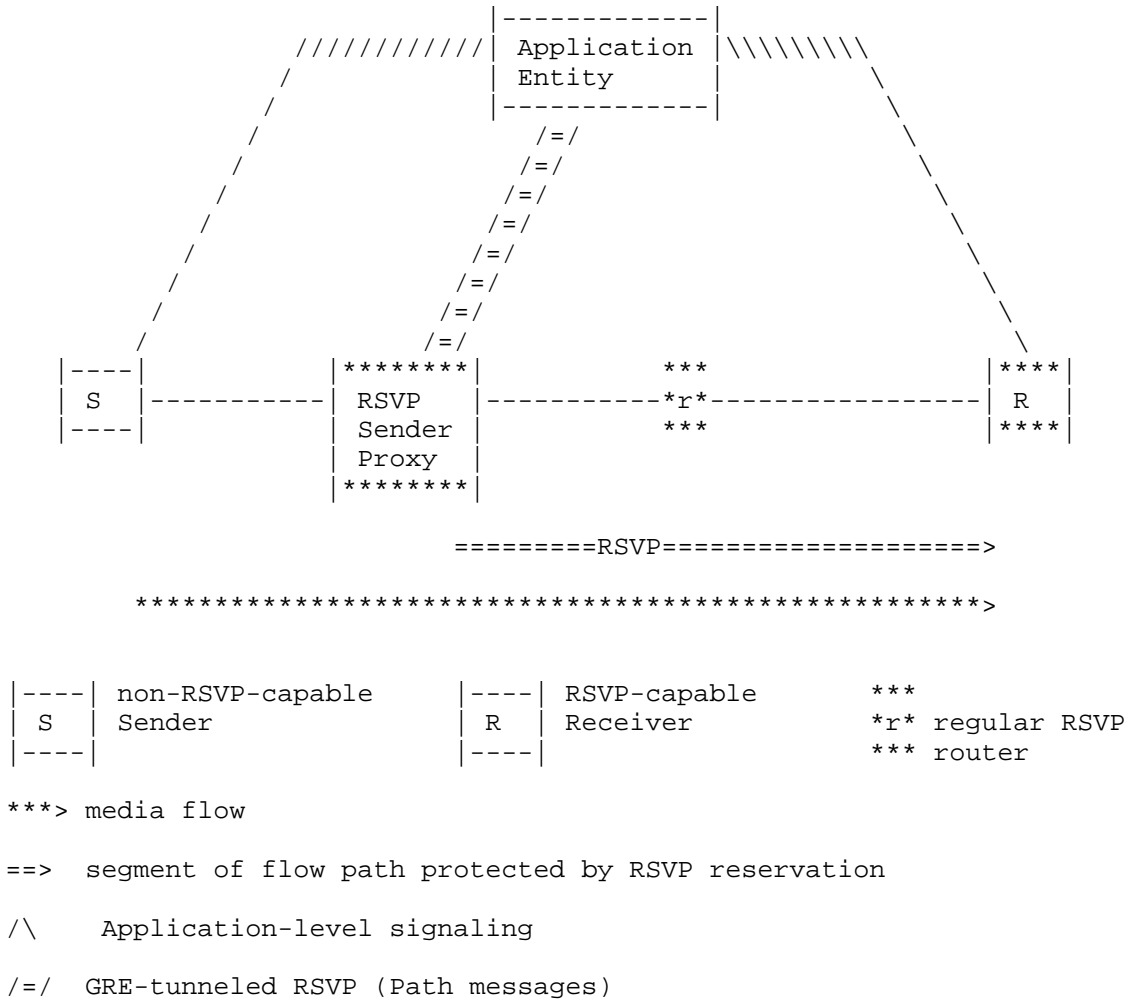 |-------------|
////////////| Application |\\\\\\\\\
/ | Entity | \
/ |-------------| \
/ /=/ \
/ /=/ \
/ /=/ \
/ /=/ \
/ /=/ \
/ /=/ \
/ /=/ \
/ /=/ \
|----| |********| *** |****|
| S |-----------| RSVP |-----------*r*-----------------| R |
|----| | Sender | *** |****|
| Proxy |
|********|
=========RSVP====================>
*****************************************************>
|----| non-RSVP-capable |----| RSVP-capable ***
| S | Sender | R | Receiver *r* regular RSVP
|----| |----| *** router
***> media flow
==> segment of flow path protected by RSVP reservation
/\ Application-level signaling
/=/ GRE-tunneled RSVP (Path messages)